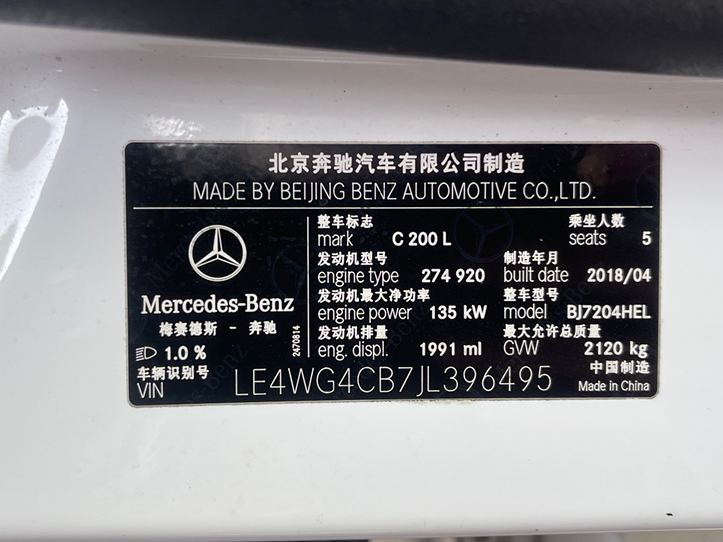 北京奔驰汽车有限公司制造
MADE BY BEIJING BENZ AUTOMOTIVE CO.,LTD.
整车标志 乘坐人数
mark C 200 L seats 5
发动机型号 制造年月
engine type 274 920 built date 2018/04
发动机最大净功率 整车型号
Mercedes-Benz engine power 135 kW model BJ7204HEL
梅赛德斯 - 奔驰 发动机排量 最大允许总质量
1.0 % 2470814 eng. displ. 1991 ml GVW 2120 kg
车辆识别号 中国制造
VIN LE4WG4CB7JL396495 Made in China